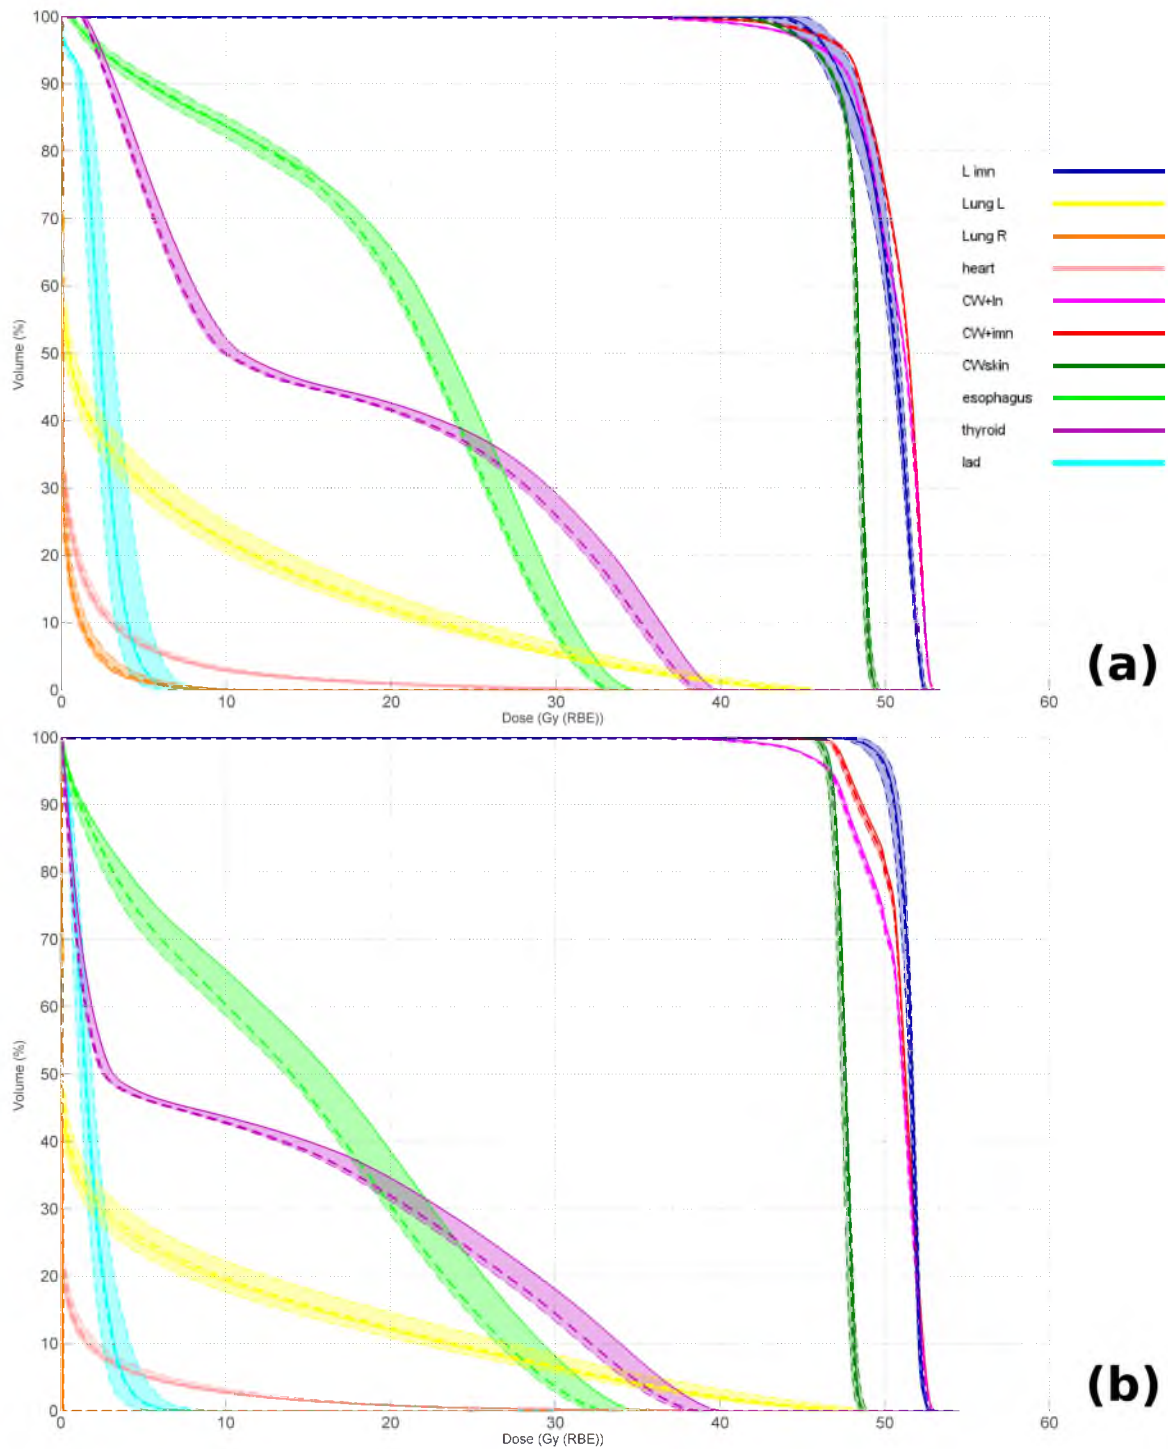 100
90
80
70
60
50
40
30
20
10
0
Volume (%)
0 10 20 30 40 50 60
Dose (Gy (RBE))
L imn
Lung L
Lung R
heart
CW+ln
CW+imn
CWskin
esophagus
thyroid
lad
(a)
100
90
80
70
60
50
40
30
20
10
0
Volume (%)
0 10 20 30 40 50 60
Dose (Gy (RBE))
(b)